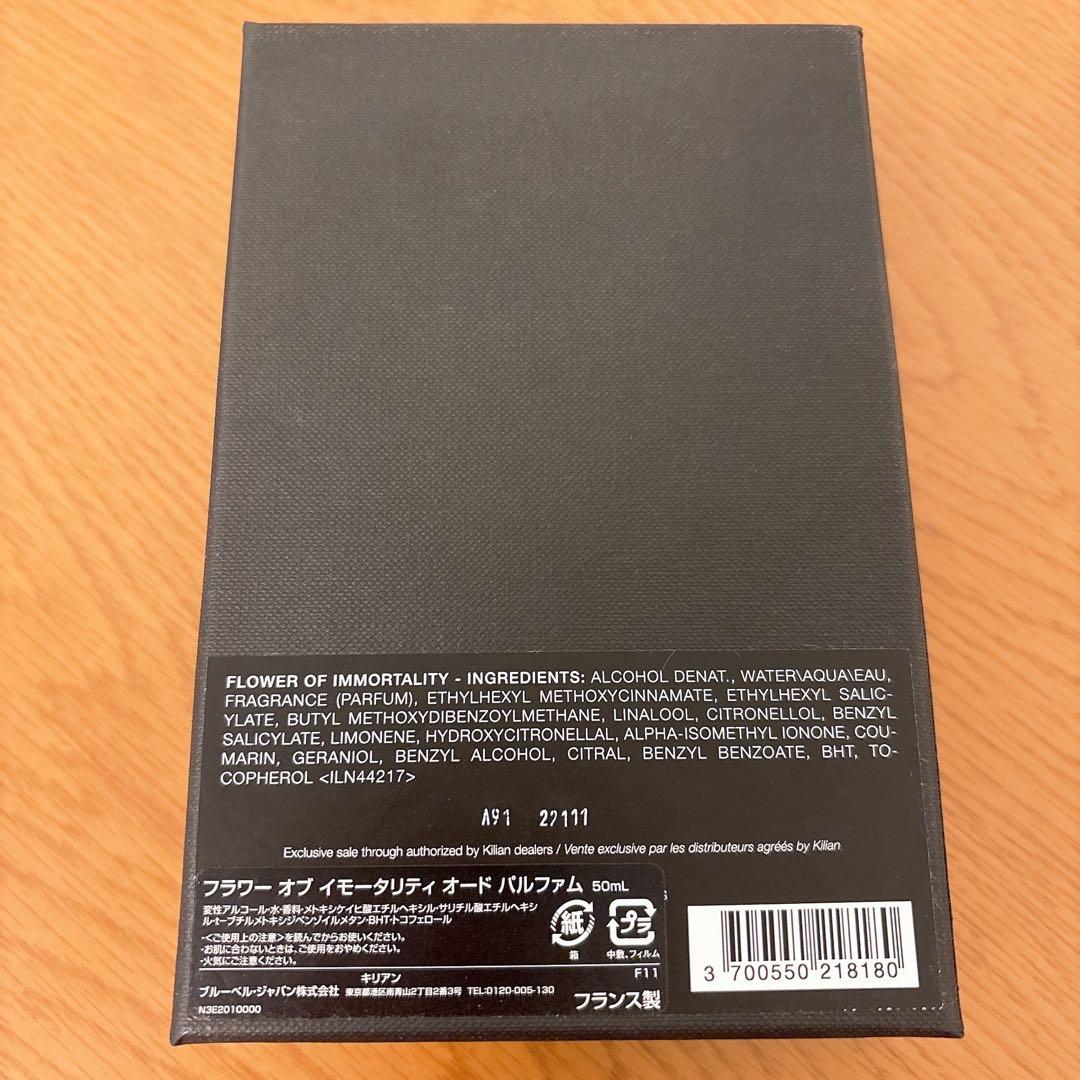 FLOWER OF IMMORTALITY - INGREDIENTS: ALCOHOL DENAT., WATER\AQUA\EAU,
FRAGRANCE (PARFUM), ETHYLHEXYL METHOXYCINNAMATE, ETHYLHEXYL SALIC-
YLATE, BUTYL METHOXYDIBENZOYLMETHANE, LINALOOL, CITRONELLOL, BENZYL
SALICYLATE, LIMONENE, HYDROXYCITRONELLAL, ALPHA-ISOMETHYL IONONE, COU-
MARIN, GERANIOL, BENZYL ALCOHOL, CITRAL, BENZYL BENZOATE, BHT, TO-
COPHEROL <ILN44217>
A91 22111
Exclusive sale through authorized by Kilian dealers / Vente exclusive par les distributeurs agréés by Kilian
フラワー オブ イモータリティ オード パルファム 50mL
変性アルコール・水・香料・メトキシケイヒ酸エチルヘキシル・サリチル酸エチルヘキシ
ル・t-ブチルメトキシジベンゾイルメタン・BHT・トコフェロール
・<ご使用上の注意>を読んでからお使いください。
・お肌に合わないときは、ご使用をおやめください。
・火気にご注意ください。
紙
箱
プラ
中敷、フィルム
キリアン
F11
ブルーベル・ジャパン株式会社 東京都港区南青山2丁目2番3号 TEL:0120-005-130
フランス製
N3E2010000
3 700550 218180